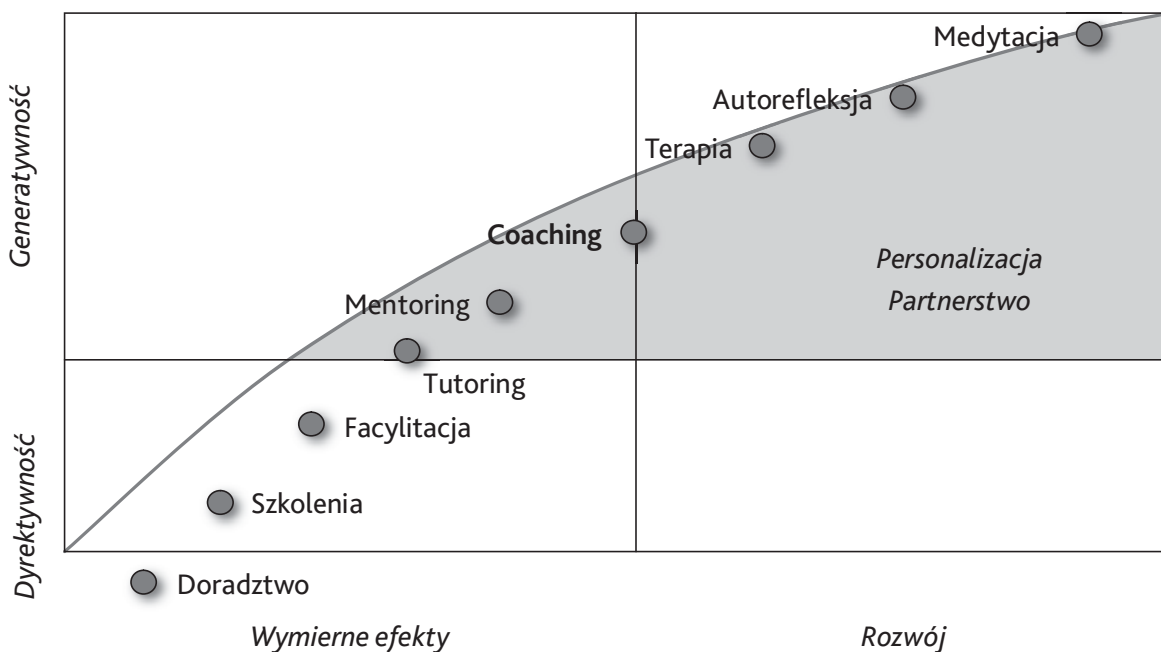 Medytacja
Autorefleksja
Terapia
Coaching
Personalizacja
Partnerstwo
Mentoring
Tutoring
Facylitacja
Szkolenia
Doradztwo
Generatywność
Dyrektywność
Wymierne efekty
Rozwój